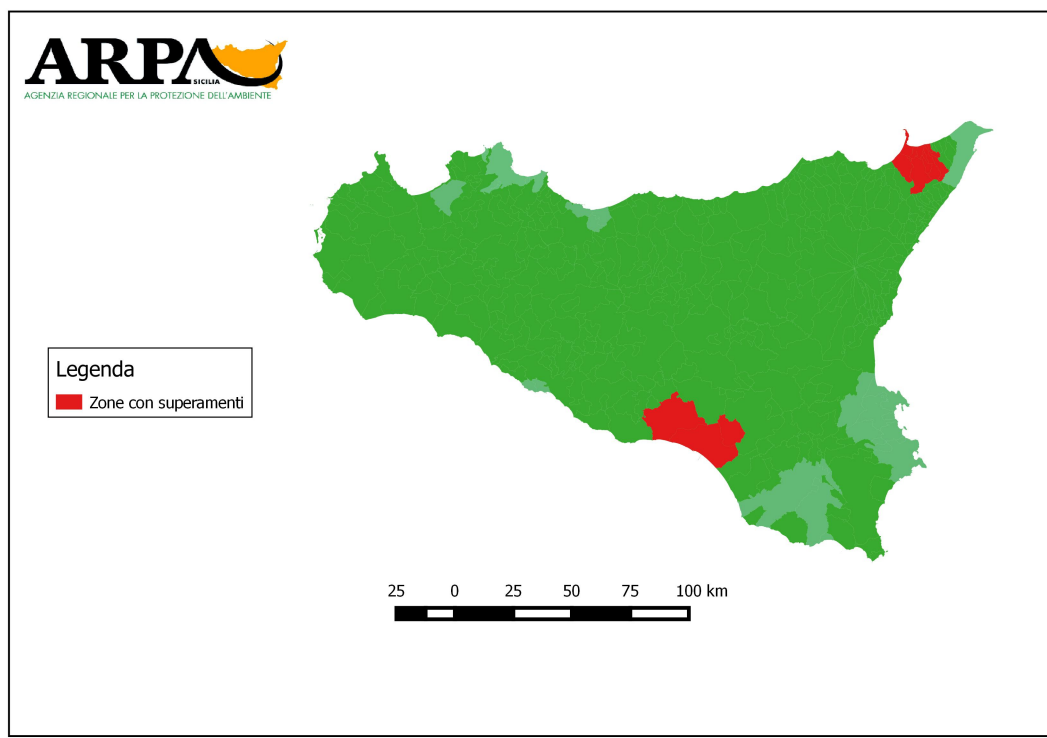 ARPA
SICILIA
AGENZIA REGIONALE PER LA PROTEZIONE DELL'AMBIENTE
Legenda
Zone con superamenti
25 0 25 50 75 100 km